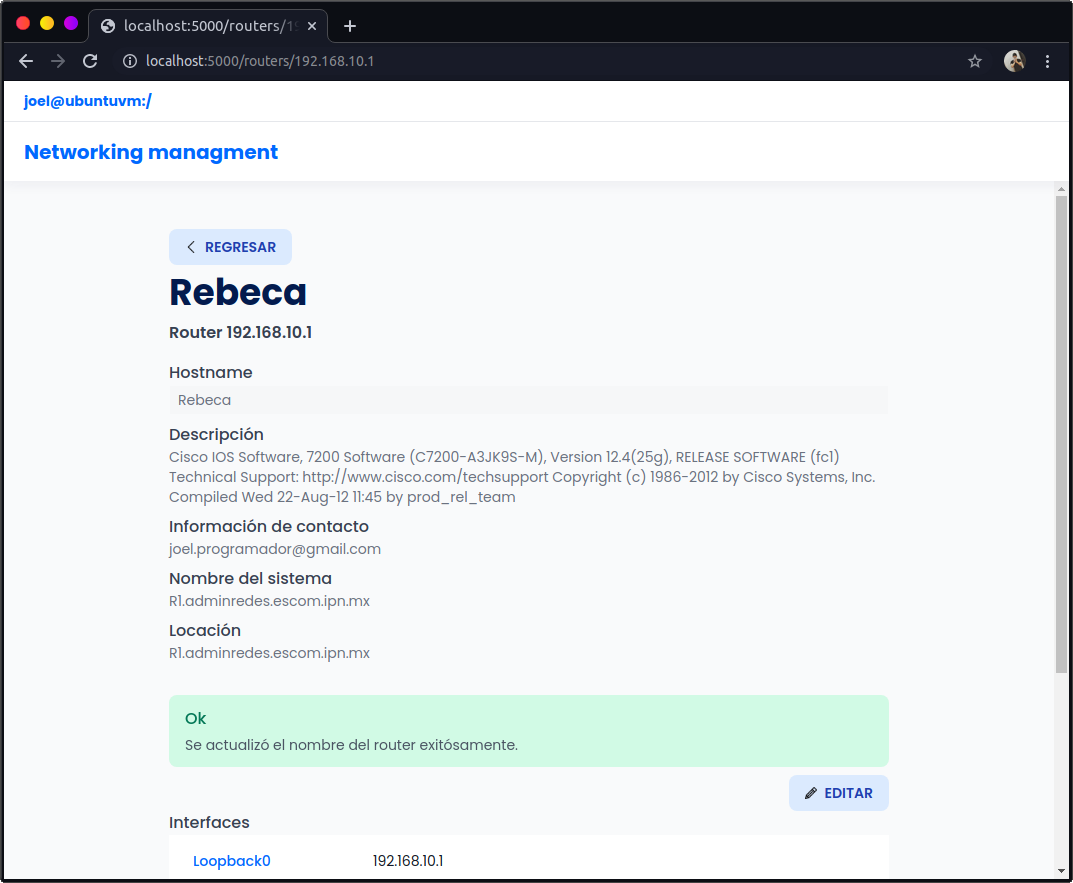 localhost:5000/routers/19
localhost:5000/routers/192.168.10.1
joel@ubuntuvm:/
Networking managment
REGRESAR
Rebeca
Router 192.168.10.1
Hostname
Rebeca
Descripción
Cisco IOS Software, 7200 Software (C7200-A3JK9S-M), Version 12.4(25g), RELEASE SOFTWARE (fc1)
Technical Support: http://www.cisco.com/techsupport Copyright (c) 1986-2012 by Cisco Systems, Inc.
Compiled Wed 22-Aug-12 11:45 by prod_rel_team
Información de contacto
joel.programador@gmail.com
Nombre del sistema
R1.adminredes.escom.ipn.mx
Locación
R1.adminredes.escom.ipn.mx
Ok
Se actualizó el nombre del router exitósamente.
EDITAR
Interfaces
Loopback0 192.168.10.1